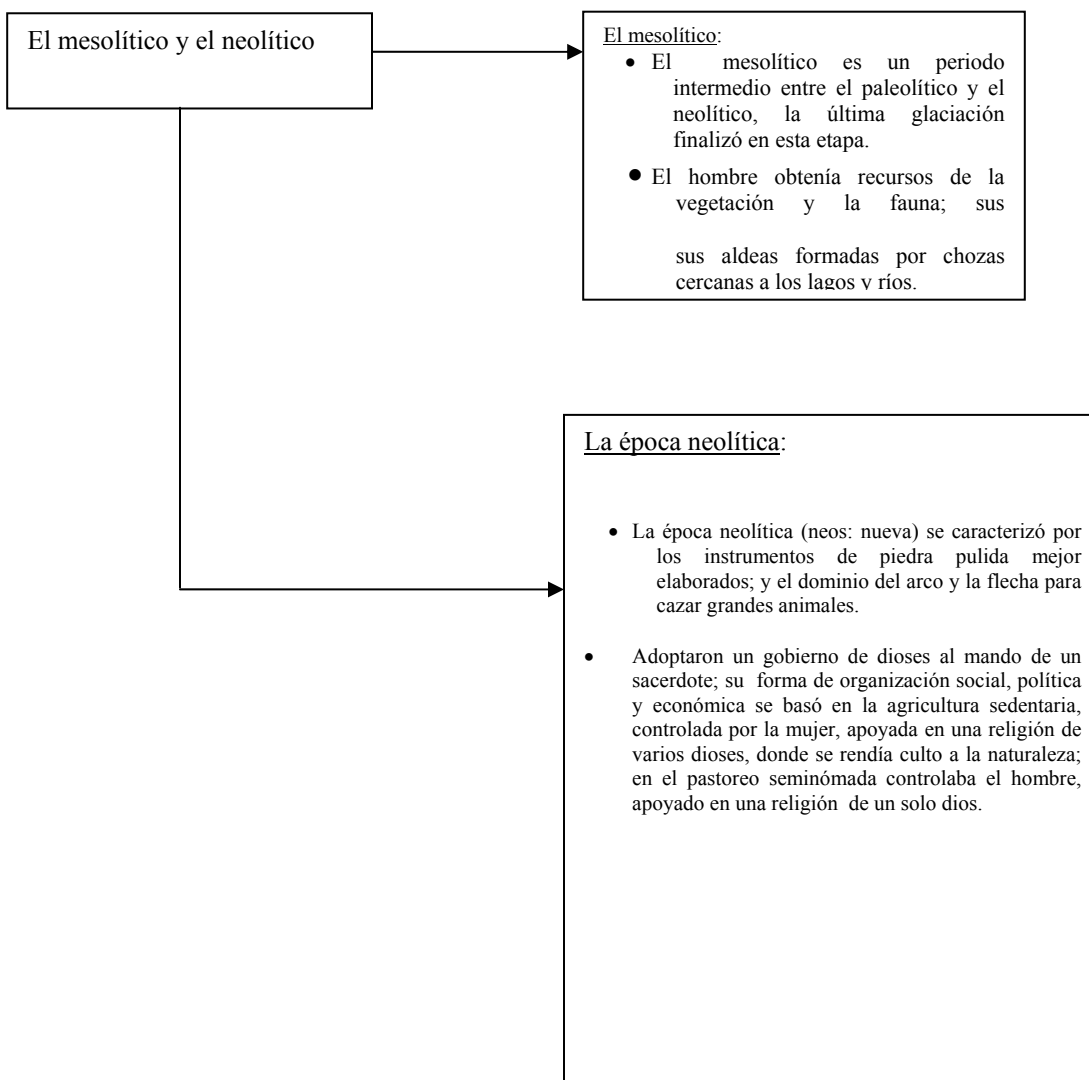 El mesolítico y el neolítico
El mesolítico:
• El mesolítico es un periodo
intermedio entre el paleolítico y el
neolítico, la última glaciación
finalizó en esta etapa.
• El hombre obtenía recursos de la
vegetación y la fauna; sus
sus aldeas formadas por chozas
cercanas a los lagos y ríos.
La época neolítica:
• La época neolítica (neos: nueva) se caracterizó por
los instrumentos de piedra pulida mejor
elaborados; y el dominio del arco y la flecha para
cazar grandes animales.
• Adoptaron un gobierno de dioses al mando de un
sacerdote; su forma de organización social, política
y económica se basó en la agricultura sedentaria,
controlada por la mujer, apoyada en una religión de
varios dioses, donde se rendía culto a la naturaleza;
en el pastoreo seminómada controlaba el hombre,
apoyado en una religión de un solo dios.